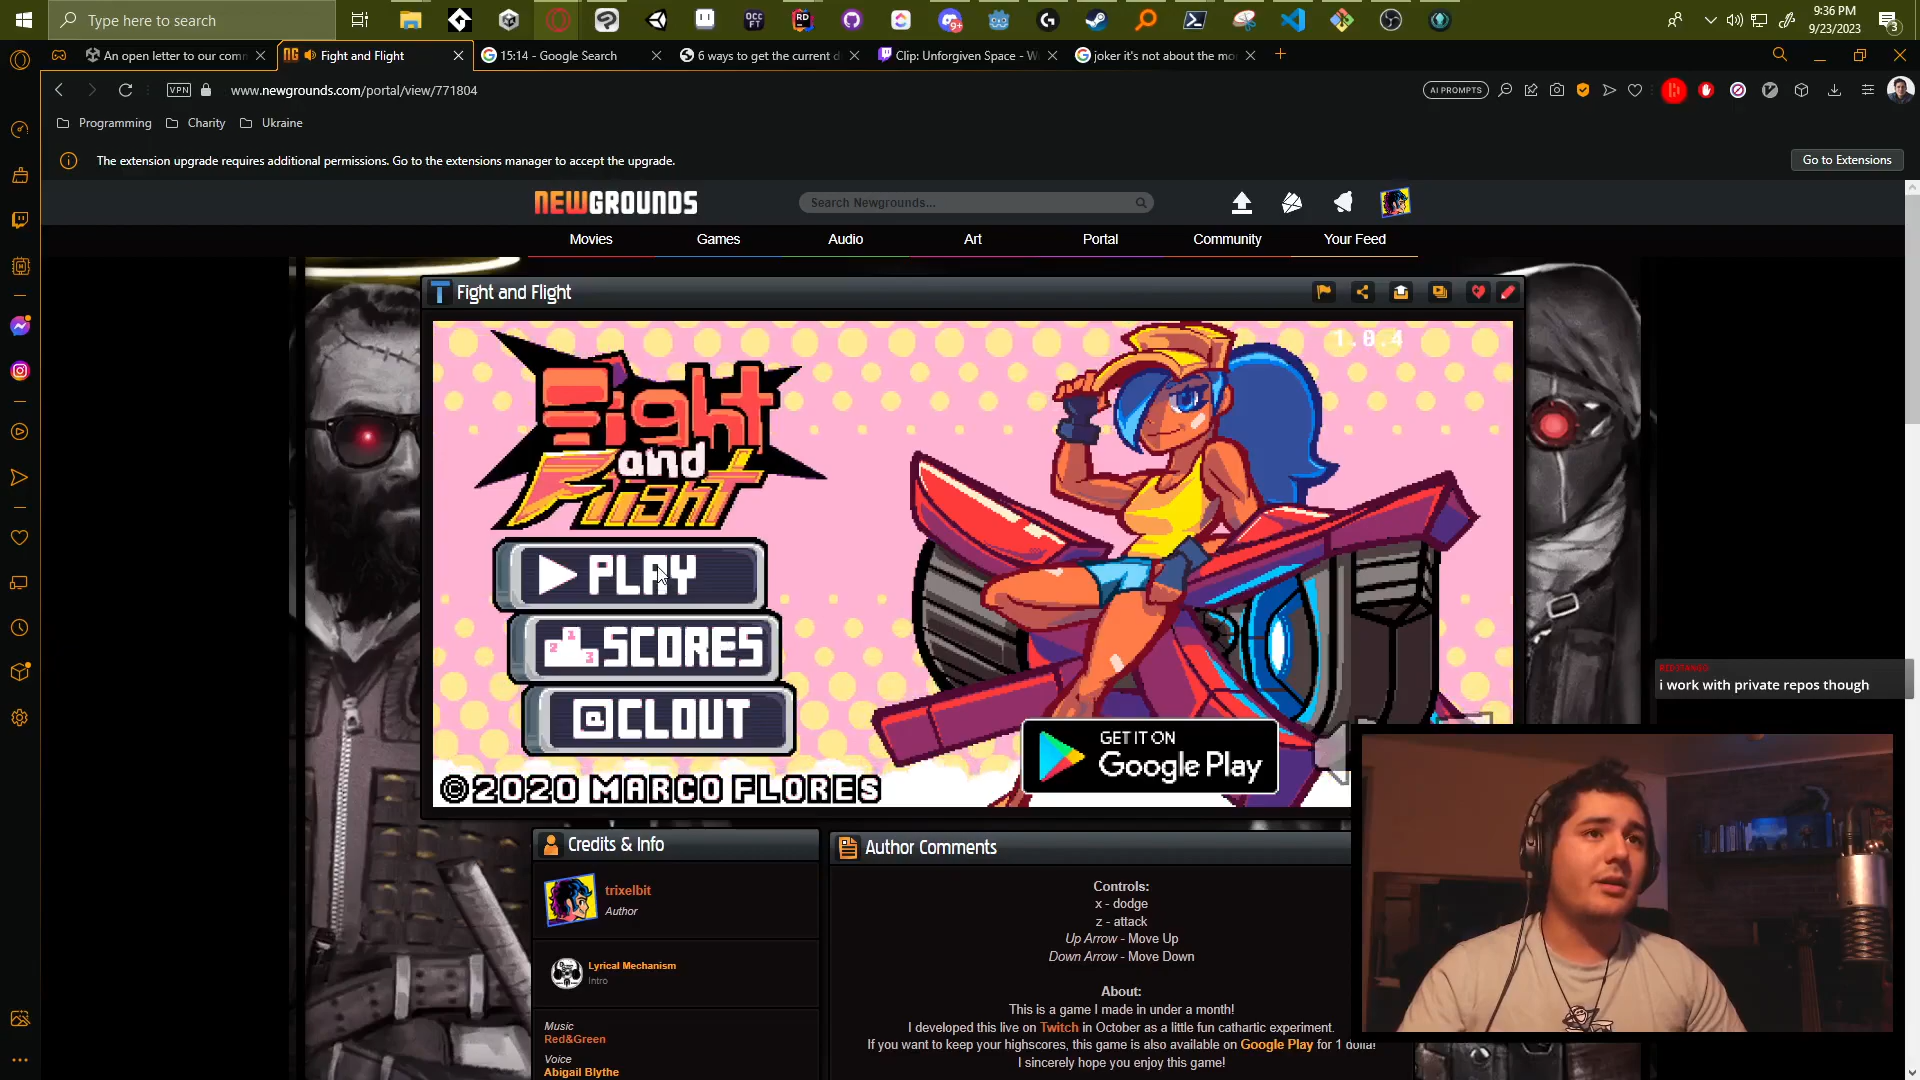 Type here to search
9:36 PM
9/23/2023
3
An open letter to our comm
NG Fight and Flight
15:14 - Google Search
6 ways to get the current d
Clip: Unforgiven Space - W
joker it's not about the mo
VPN
www.newgrounds.com/portal/view/771804
AI PROMPTS
Programming
Charity
Ukraine
The extension upgrade requires additional permissions. Go to the extensions manager to accept the upgrade.
Go to Extensions
NEWGROUNDS
Search Newgrounds...
Movies
Games
Audio
Art
Portal
Community
Your Feed
T Fight and Flight
1.0.4
Fight
and
Flight
PLAY
SCORES
@CLOUT
©2020 MARCO FLORES
GET IT ON
Google Play
i work with private repos though
Credits & Info
trixelbit
Author
Lyrical Mechanism
Intro
Music
Red&Green
Voice
Abigail Blythe
Author Comments
Controls:
x - dodge
z - attack
Up Arrow - Move Up
Down Arrow - Move Down
About:
This is a game I made in under a month!
I developed this live on Twitch in October as a little fun cathartic experiment.
If you want to keep your highscores, this game is also available on Google Play for 1 dolla!
I sincerely hope you enjoy this game!